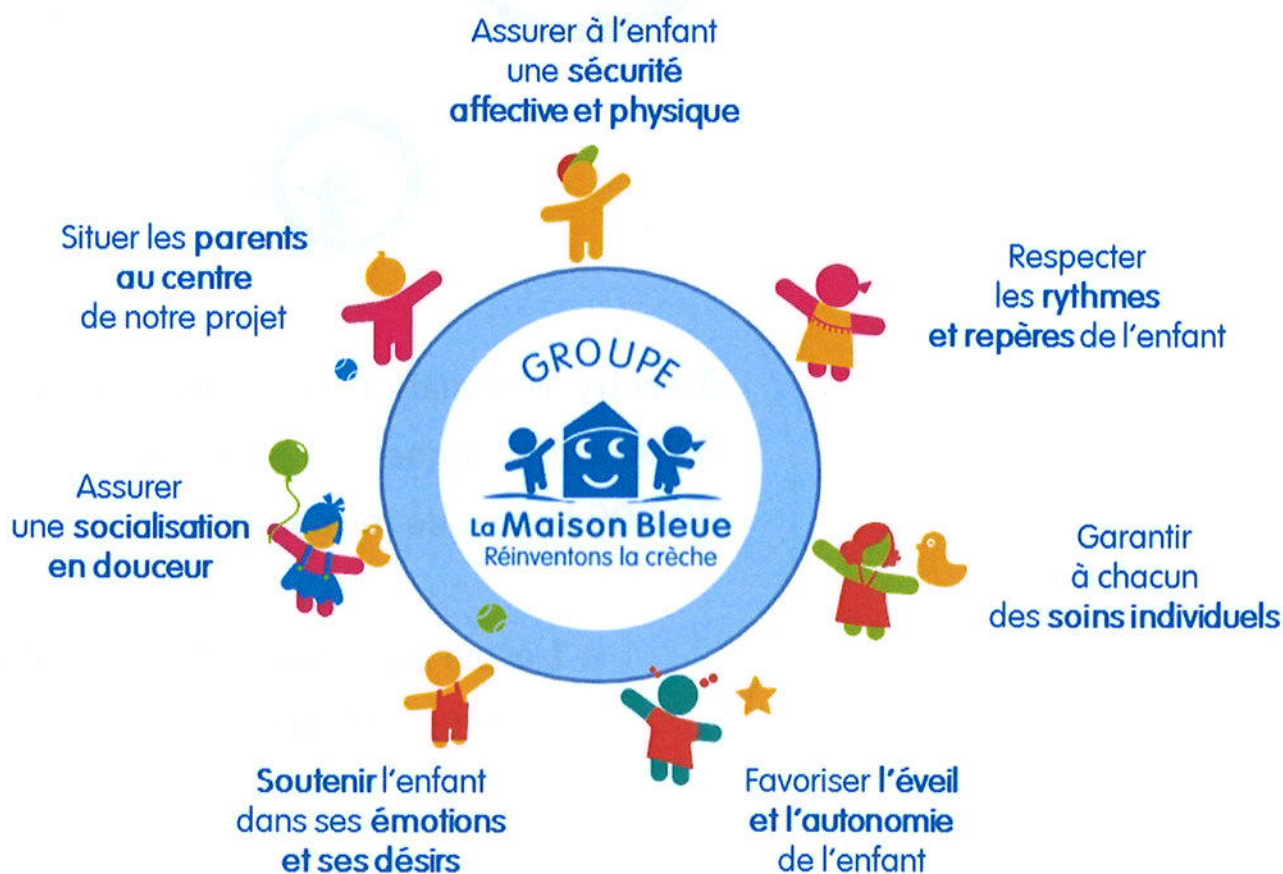 Assurer à l'enfant
une sécurité
affective et physique
Respecter
les rythmes
et repères de l'enfant
Garantir
à chacun
des soins individuels
Favoriser l'éveil
et l'autonomie
de l'enfant
Soutenir l'enfant
dans ses émotions
et ses désirs
Assurer
une socialisation
en douceur
Situer les parents
au centre
de notre projet
GROUPE
La Maison Bleue
Réinventons la crèche